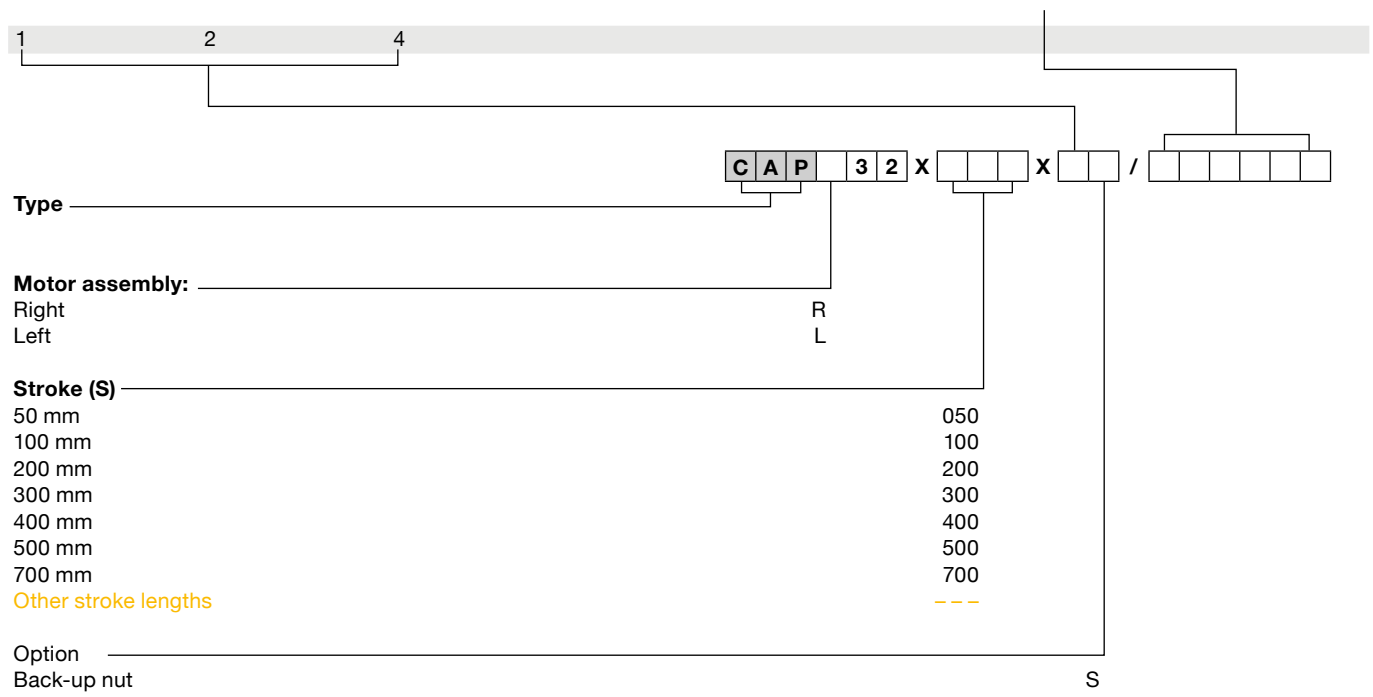 1 2 4
C A P 3 2 X X /
Type
Motor assembly:
Right R
Left L
Stroke (S)
50 mm 050
100 mm 100
200 mm 200
300 mm 300
400 mm 400
500 mm 500
700 mm 700
Other stroke lengths – – –
Option
Back-up nut S